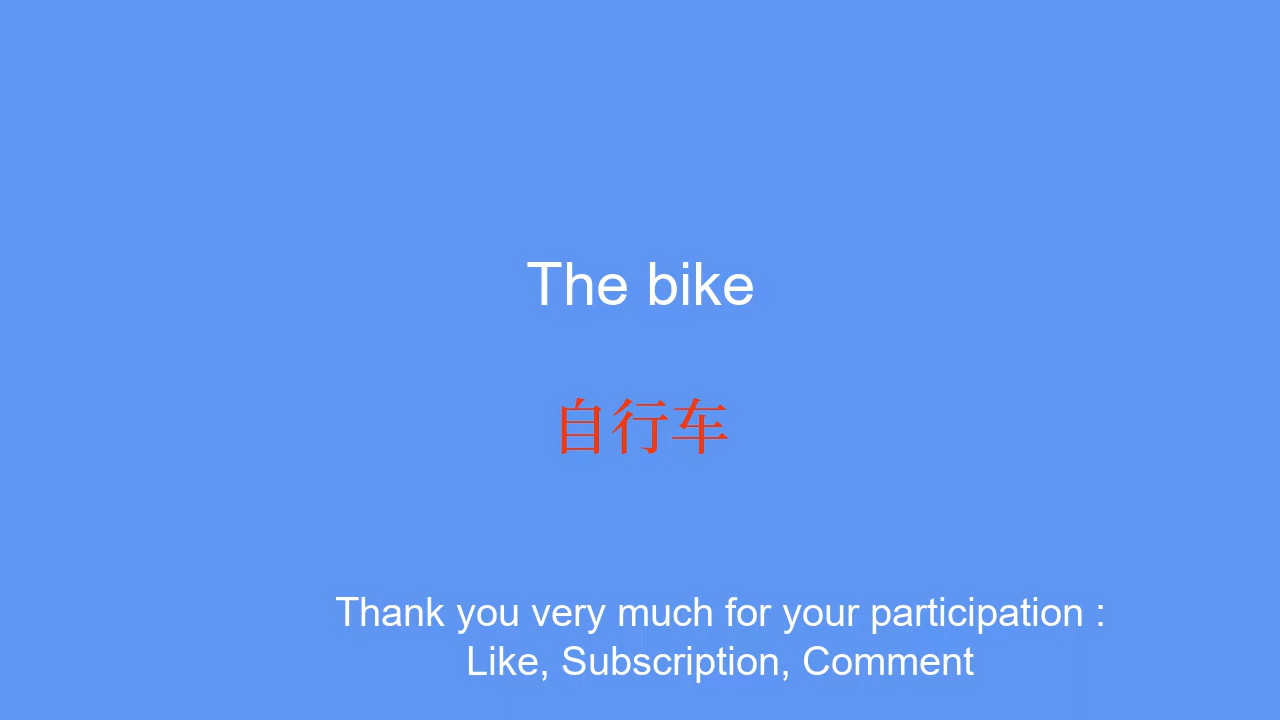 The bike
自行车
Thank you very much for your participation :
Like, Subscription, Comment